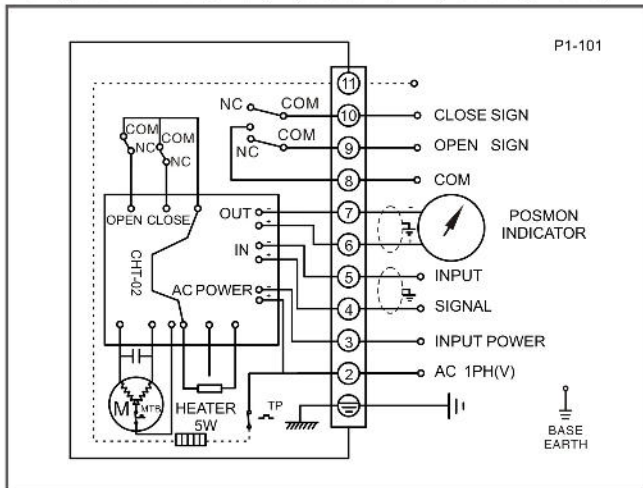 P1-101
11
NC COM 10 CLOSE SIGN
COM COM
NC NC
NC COM 9 OPEN SIGN
8 COM
OPEN CLOSE OUT - + 7 - POSMON
6 INDICATOR
CHT-02 IN - + 5 INPUT
4 SIGNAL
AC POWER - + 3 INPUT POWER
2 AC 1PH(V)
M MTB HEATER
5W
TP
BASE
EARTH